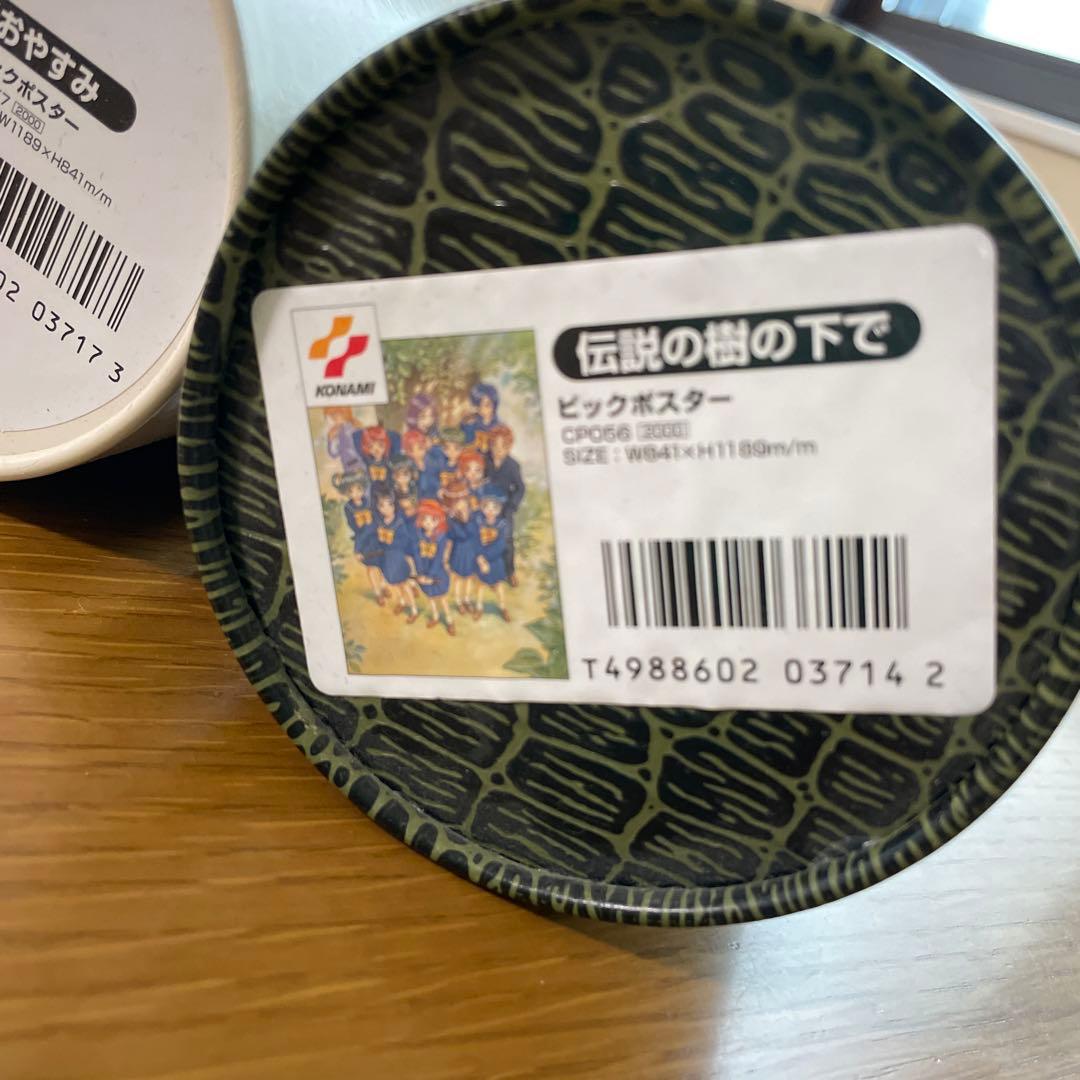 おやすみ
ックポスター
7 2000
W1189×H841m/m
02 03717 3
KONAMI
伝説の樹の下で
ビックポスター
CP056 2000
SIZE:W841×H1189m/m
T4988602 03714 2